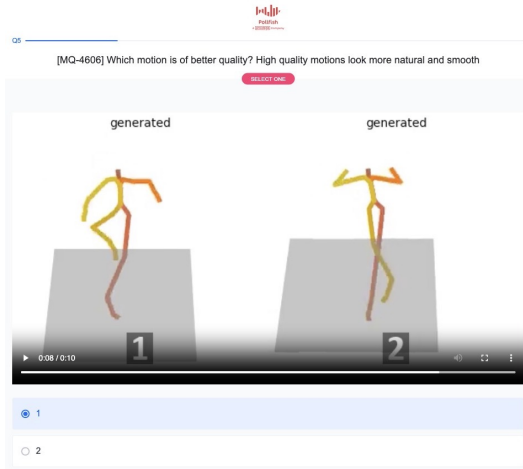 Pollfish
Q5
[MQ-4606] Which motion is of better quality? High quality motions look more natural and smooth
SELECT ONE
generated generated
1 2
0:08 / 0:10
1
2